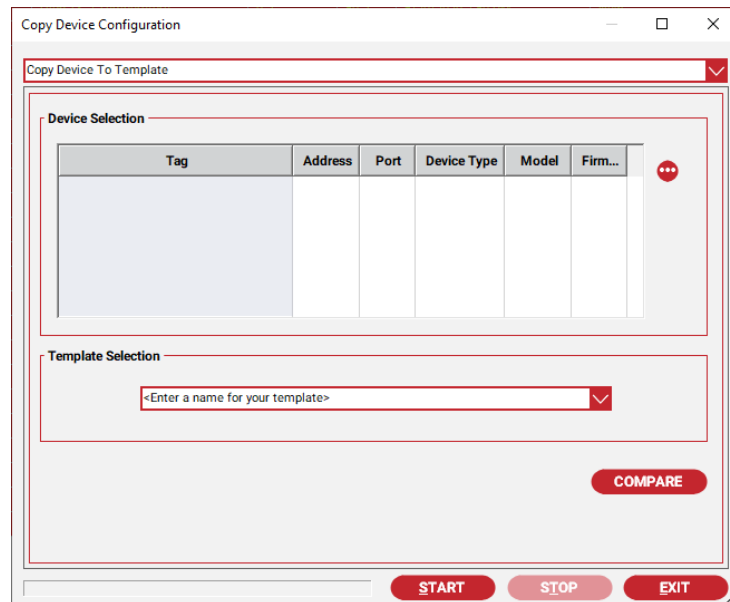 Copy Device Configuration
Copy Device To Template
Device Selection
Tag Address Port Device Type Model Firm...
Template Selection
<Enter a name for your template>
COMPARE
START STOP EXIT